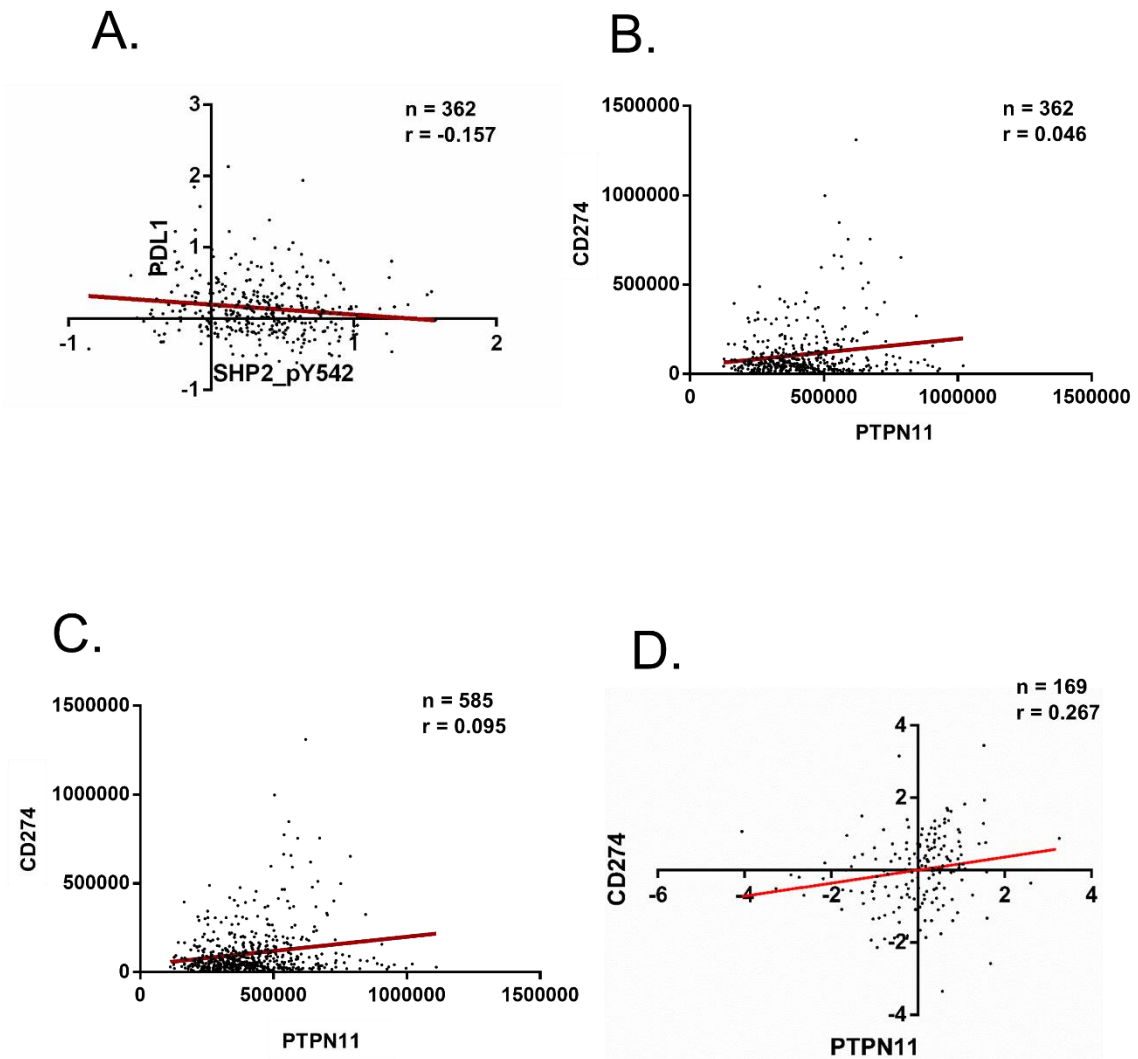 A.
n = 362
r = -0.157
3
2
1
-1
-1
1
2
PDL1
SHP2_pY542
B.
n = 362
r = 0.046
1500000
1000000
500000
0
0
500000
1000000
1500000
CD274
PTPN11
C.
n = 585
r = 0.095
1500000
1000000
500000
0
0
500000
1000000
1500000
CD274
PTPN11
D.
n = 169
r = 0.267
4
2
-2
-4
-6
-4
-2
2
4
CD274
PTPN11